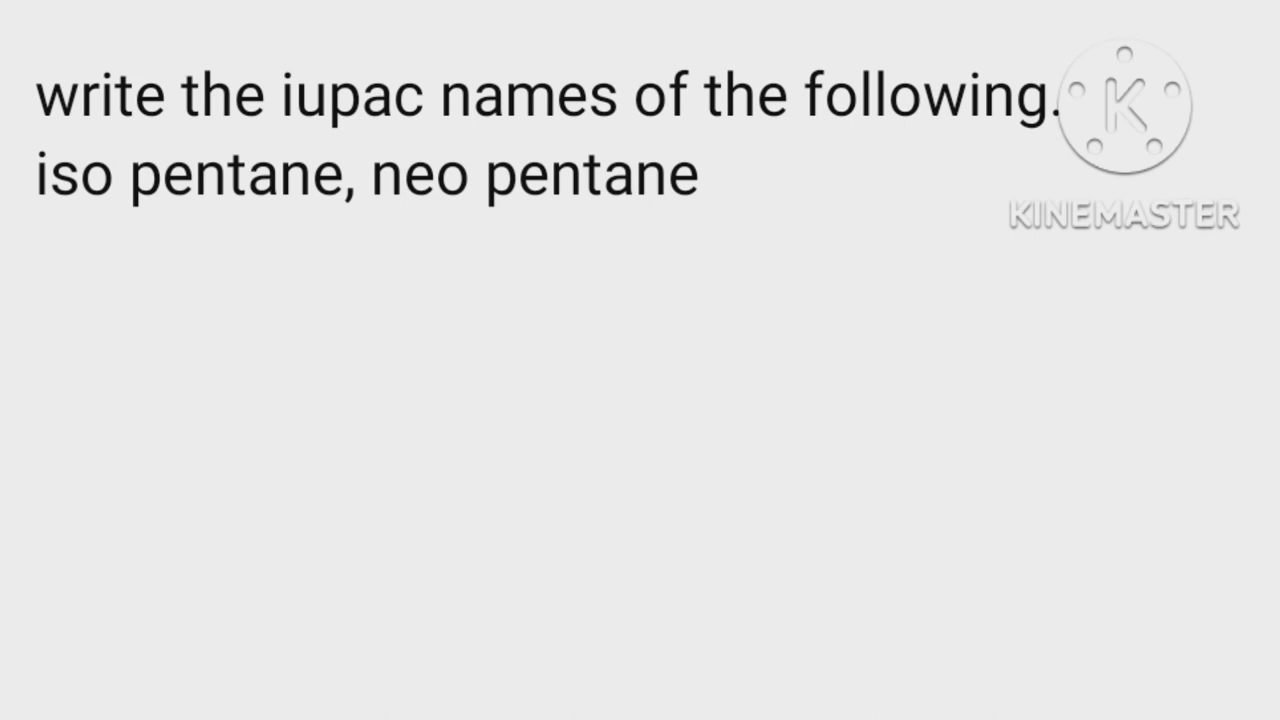 write the iupac names of the following.
iso pentane, neo pentane
K
KINEMASTER